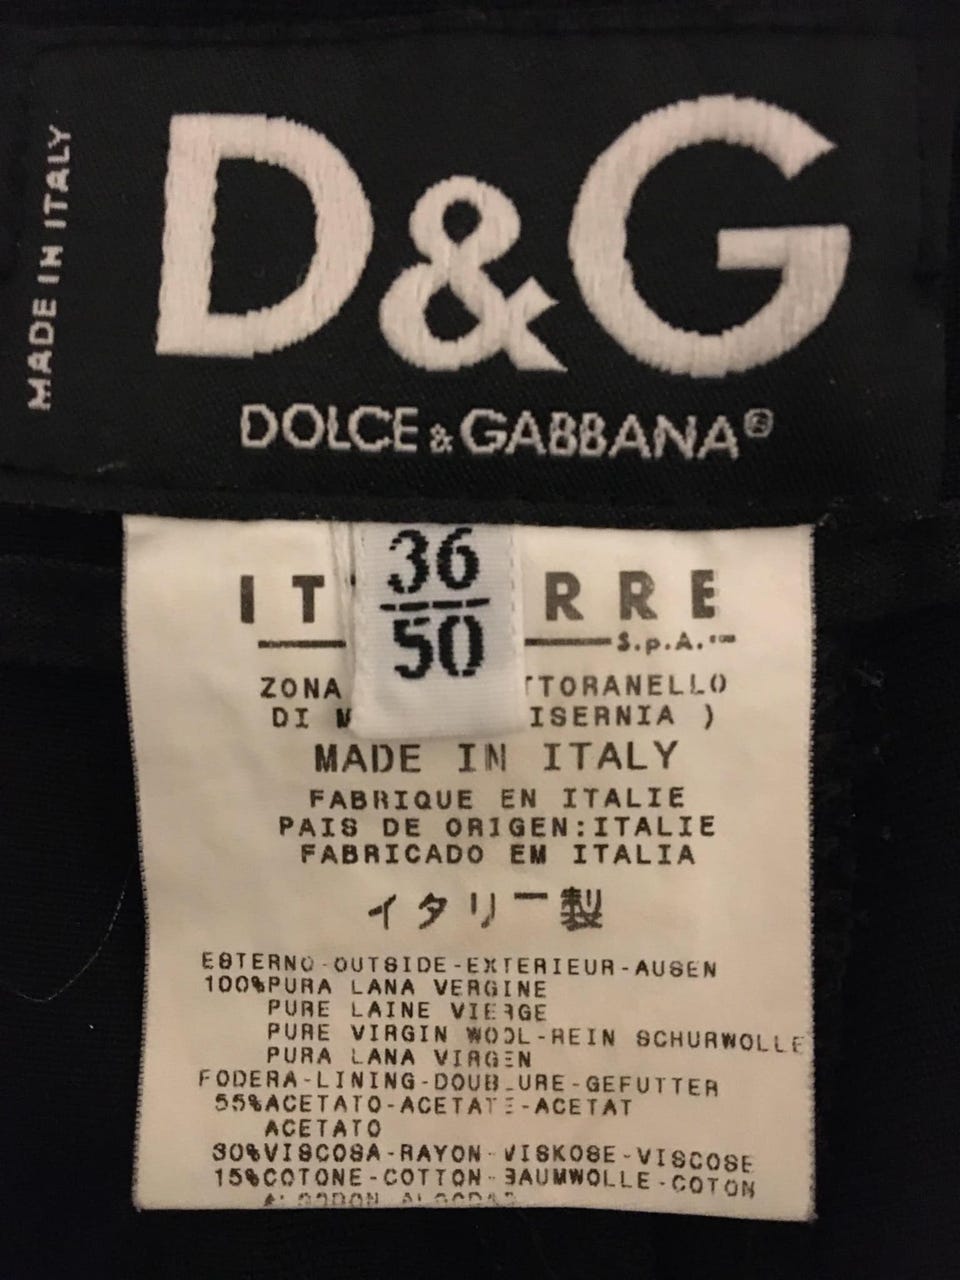 MADE IN ITALY
D&G
DOLCE & GABBANA®
36
50
IT RRE
S.p.A.
ZONA TTORANELLO
DI M ISERNIA )
MADE IN ITALY
FABRIQUE EN ITALIE
PAIS DE ORIGEN:ITALIE
FABRICADO EM ITALIA
イタリー製
ESTERNO-OUTSIDE-EXTERIEUR-AUSEN
100%PURA LANA VERGINE
PURE LAINE VIERGE
PURE VIRGIN WOOL-REIN SCHURWOLLE
PURA LANA VIRGEN
FODERA-LINING-DOUBLURE-GEFUTTER
55%ACETATO-ACETATE-ACETAT
ACETATO
30%VISCOSA-RAYON-VISKOSE-VISCOSE
15%COTONE-COTTON-BAUMWOLLE-COTON